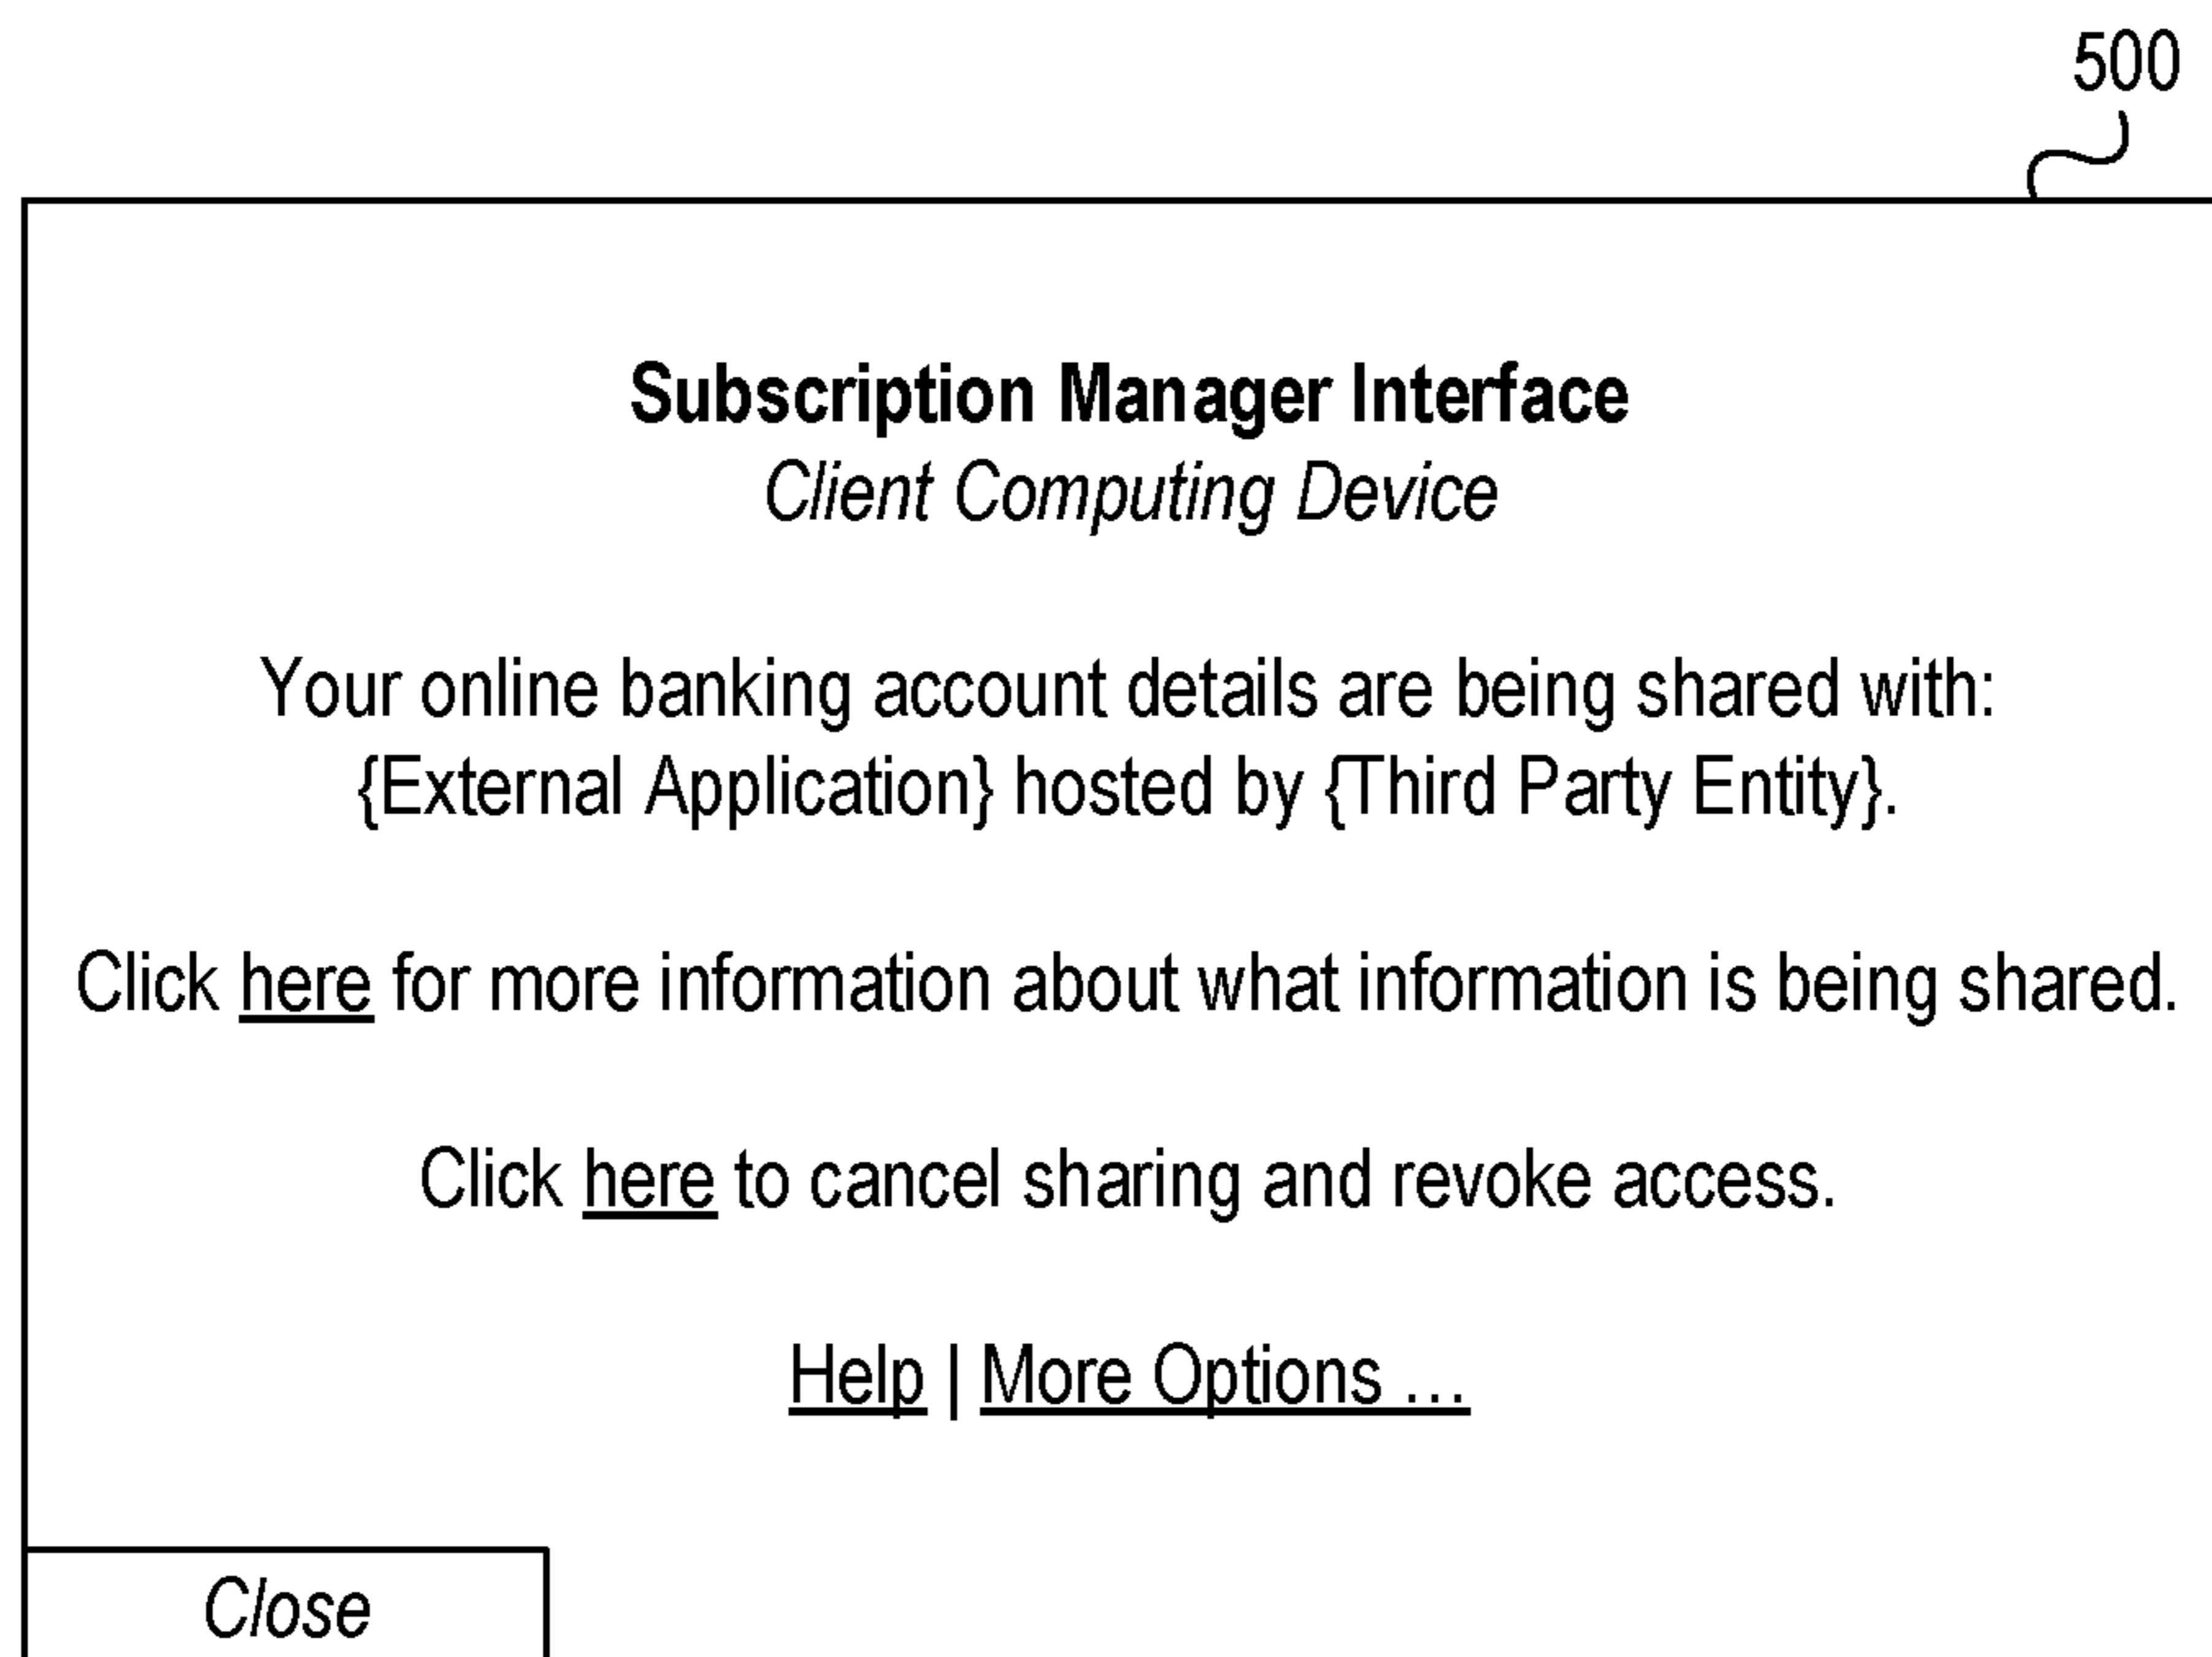 500
Subscription Manager Interface
Client Computing Device
Your online banking account details are being shared with:
{External Application} hosted by {Third Party Entity}.
Click here for more information about what information is being shared.
Click here to cancel sharing and revoke access.
Help | More Options ...
Close